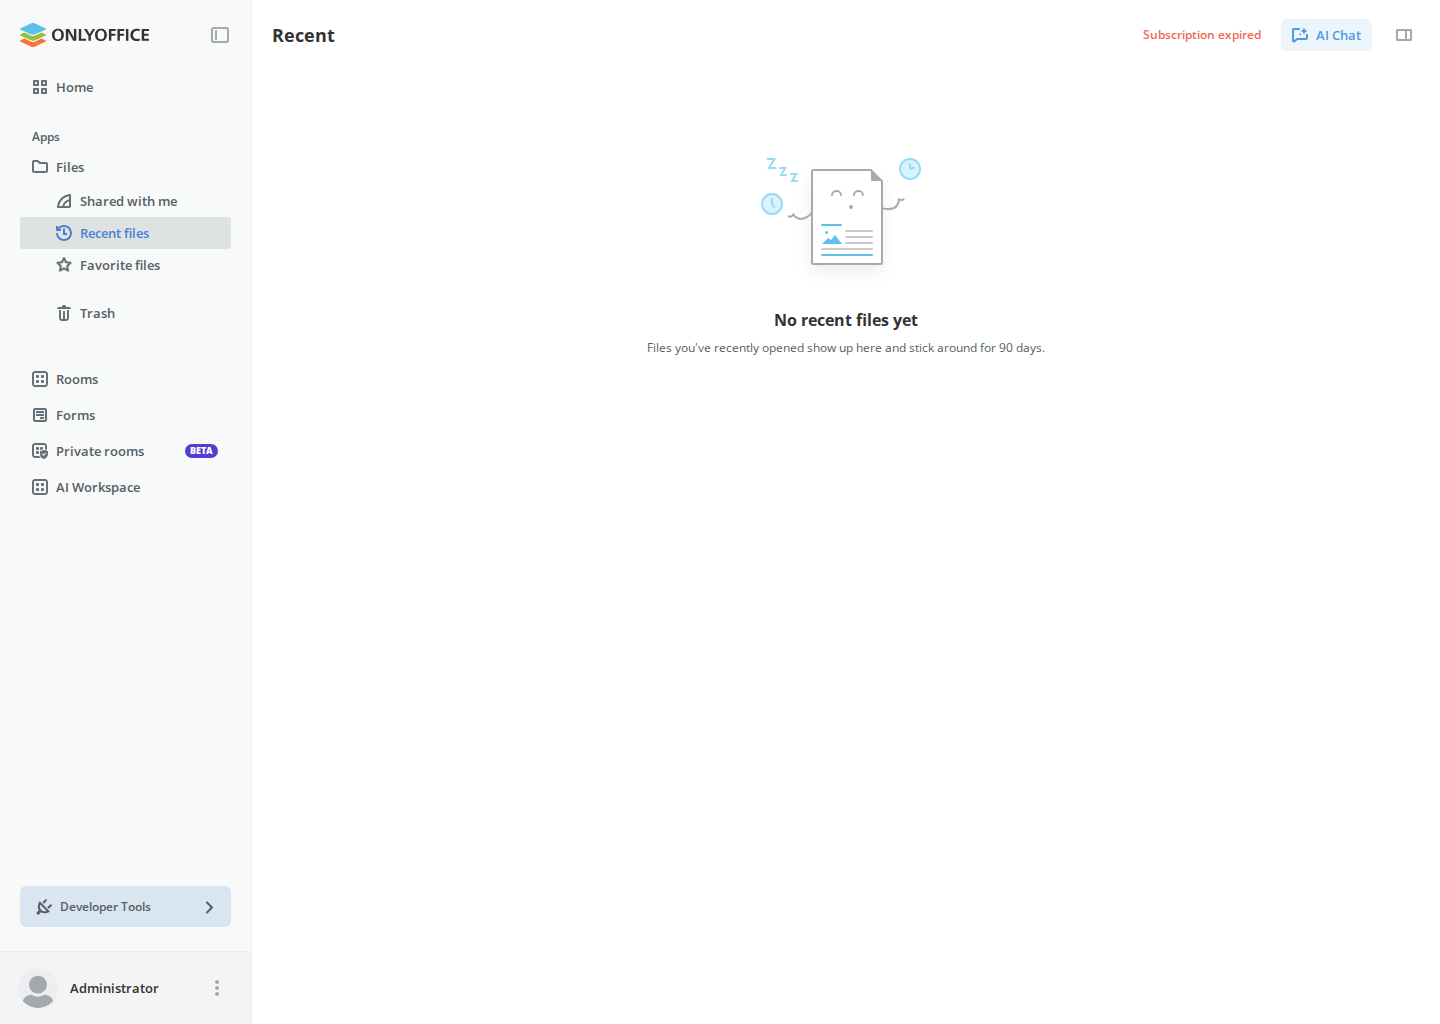 ONLYOFFICE
Home
Apps
Files
Shared with me
Recent files
Favorite files
Trash
Rooms
Forms
Private rooms BETA
AI Workspace
Developer Tools
Administrator
Recent
Subscription expired
AI Chat
Z Z Z
No recent files yet
Files you've recently opened show up here and stick around for 90 days.